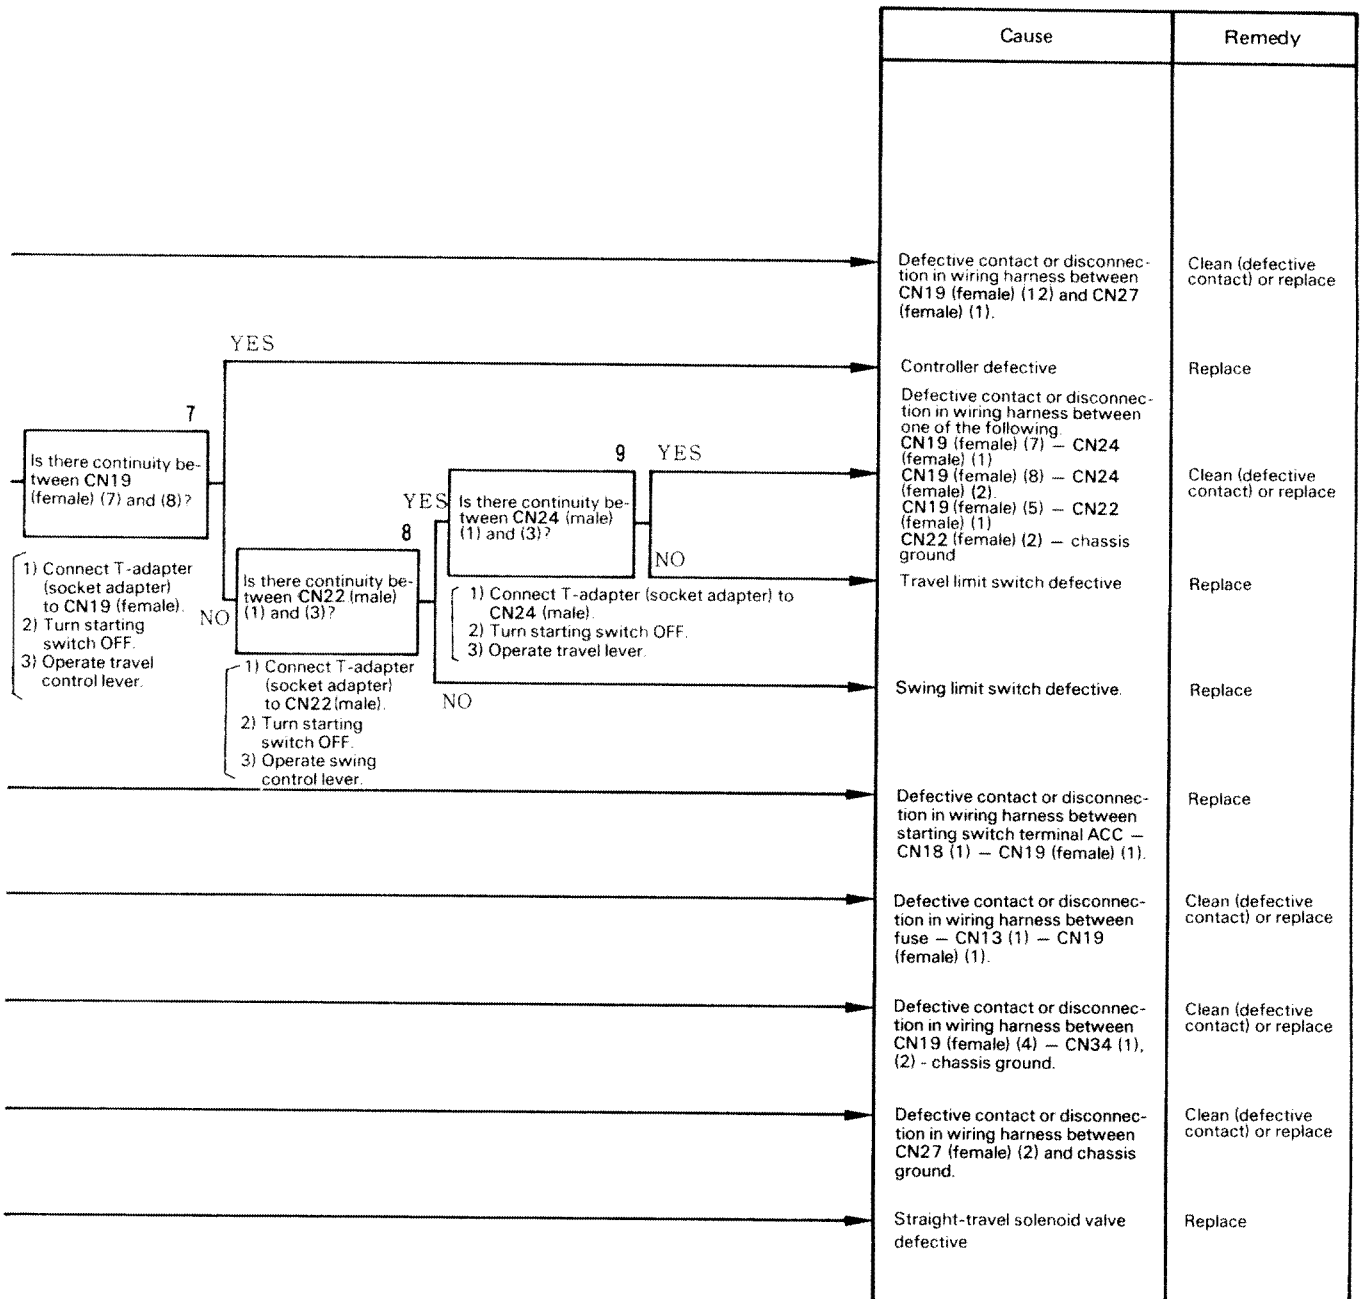 Cause
Remedy
Defective contact or disconnec-
tion in wiring harness between
CN19 (female) (12) and CN27
(female) (1).
Clean (defective
contact) or replace
YES
Controller defective
Replace
7
Is there continuity be-
tween CN19
(female) (7) and (8)?
1) Connect T-adapter
(socket adapter)
to CN19 (female).
2) Turn starting
switch OFF.
3) Operate travel
control lever.
NO
8
Is there continuity be-
tween CN22 (male)
(1) and (3)?
1) Connect T-adapter
(socket adapter)
to CN22 (male).
2) Turn starting
switch OFF.
3) Operate swing
control lever.
YES
9
Is there continuity be-
tween CN24 (male)
(1) and (3)?
1) Connect T-adapter (socket adapter) to
CN24 (male).
2) Turn starting switch OFF.
3) Operate travel lever.
YES
Defective contact or disconnec-
tion in wiring harness between
one of the following.
CN19 (female) (7) — CN24
(female) (1)
CN19 (female) (8) — CN24
(female) (2).
CN19 (female) (5) — CN22
(female) (1)
CN22 (female) (2) — chassis
ground
Clean (defective
contact) or replace
NO
Travel limit switch defective
Replace
NO
Swing limit switch defective.
Replace
Defective contact or disconnec-
tion in wiring harness between
starting switch terminal ACC —
CN18 (1) — CN19 (female) (1).
Replace
Defective contact or disconnec-
tion in wiring harness between
fuse — CN13 (1) — CN19
(female) (1).
Clean (defective
contact) or replace
Defective contact or disconnec-
tion in wiring harness between
CN19 (female) (4) — CN34 (1),
(2) - chassis ground.
Clean (defective
contact) or replace
Defective contact or disconnec-
tion in wiring harness between
CN27 (female) (2) and chassis
ground.
Clean (defective
contact) or replace
Straight-travel solenoid valve
defective
Replace